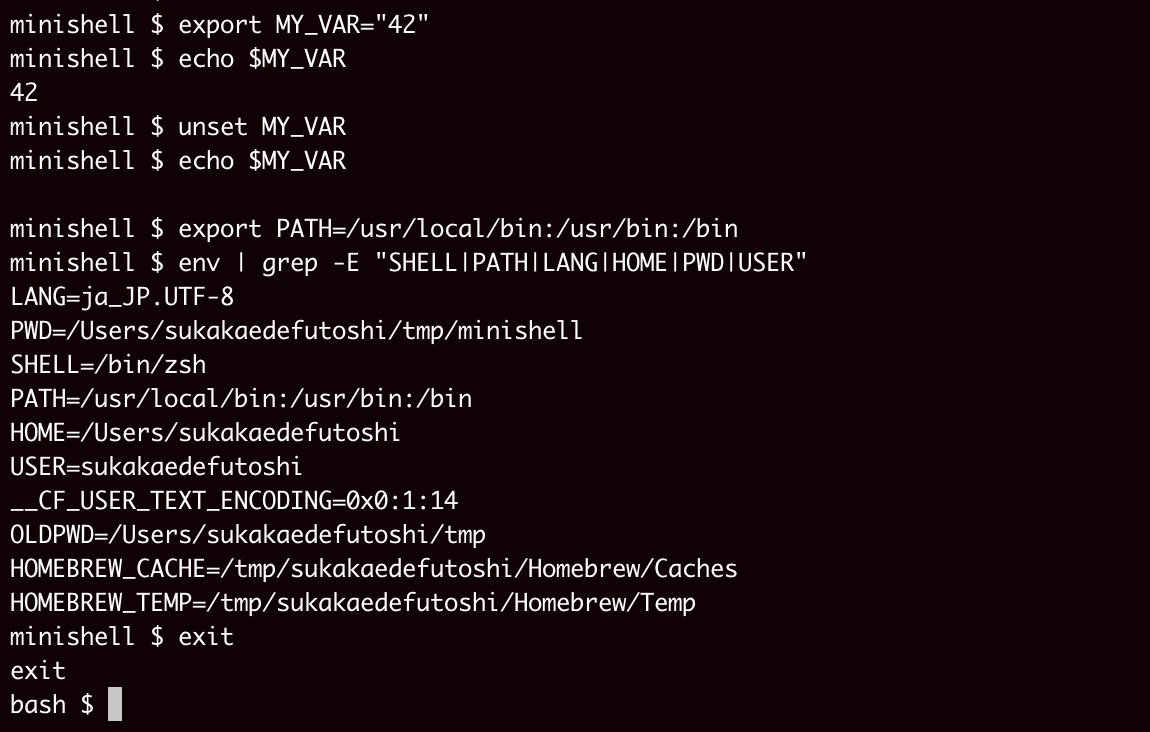 minishell $ export MY_VAR="42"
minishell $ echo $MY_VAR
42
minishell $ unset MY_VAR
minishell $ echo $MY_VAR

minishell $ export PATH=/usr/local/bin:/usr/bin:/bin
minishell $ env | grep -E "SHELL|PATH|LANG|HOME|PWD|USER"
LANG=ja_JP.UTF-8
PWD=/Users/sukakaedefutoshi/tmp/minishell
SHELL=/bin/zsh
PATH=/usr/local/bin:/usr/bin:/bin
HOME=/Users/sukakaedefutoshi
USER=sukakaedefutoshi
__CF_USER_TEXT_ENCODING=0x0:1:14
OLDPWD=/Users/sukakaedefutoshi/tmp
HOMEBREW_CACHE=/tmp/sukakaedefutoshi/Homebrew/Caches
HOMEBREW_TEMP=/tmp/sukakaedefutoshi/Homebrew/Temp
minishell $ exit
exit
bash $